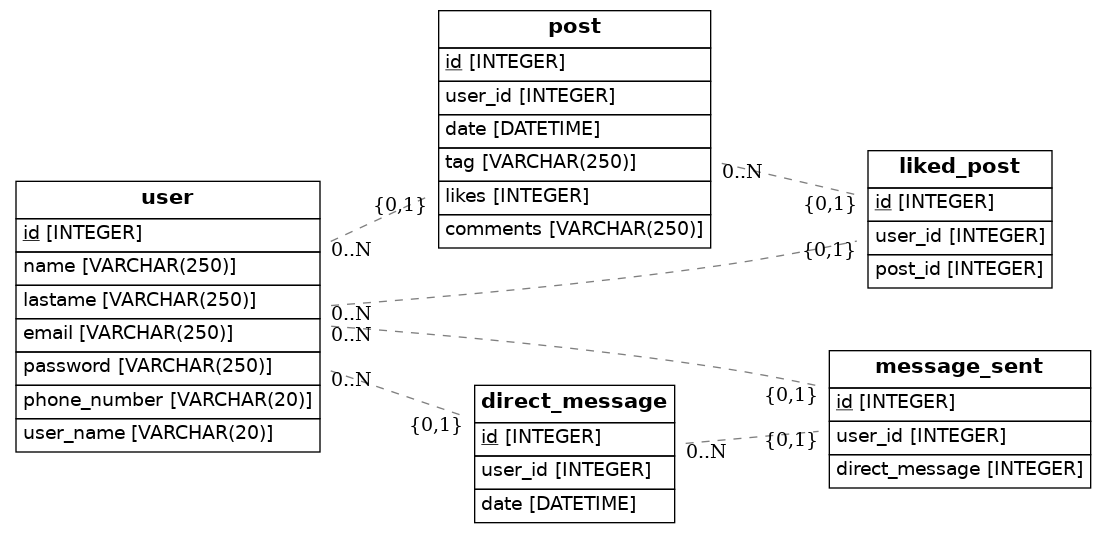 post
id [INTEGER]
user_id [INTEGER]
date [DATETIME]
tag [VARCHAR(250)]
likes [INTEGER]
comments [VARCHAR(250)]
liked_post
id [INTEGER]
user_id [INTEGER]
post_id [INTEGER]
user
id [INTEGER]
name [VARCHAR(250)]
lastame [VARCHAR(250)]
email [VARCHAR(250)]
password [VARCHAR(250)]
phone_number [VARCHAR(20)]
user_name [VARCHAR(20)]
direct_message
id [INTEGER]
user_id [INTEGER]
date [DATETIME]
message_sent
id [INTEGER]
user_id [INTEGER]
direct_message [INTEGER]
0..N
{0,1}
{0,1}
0..N
{0,1}
0..N
0..N
0..N
{0,1}
{0,1}
0..N
{0,1}